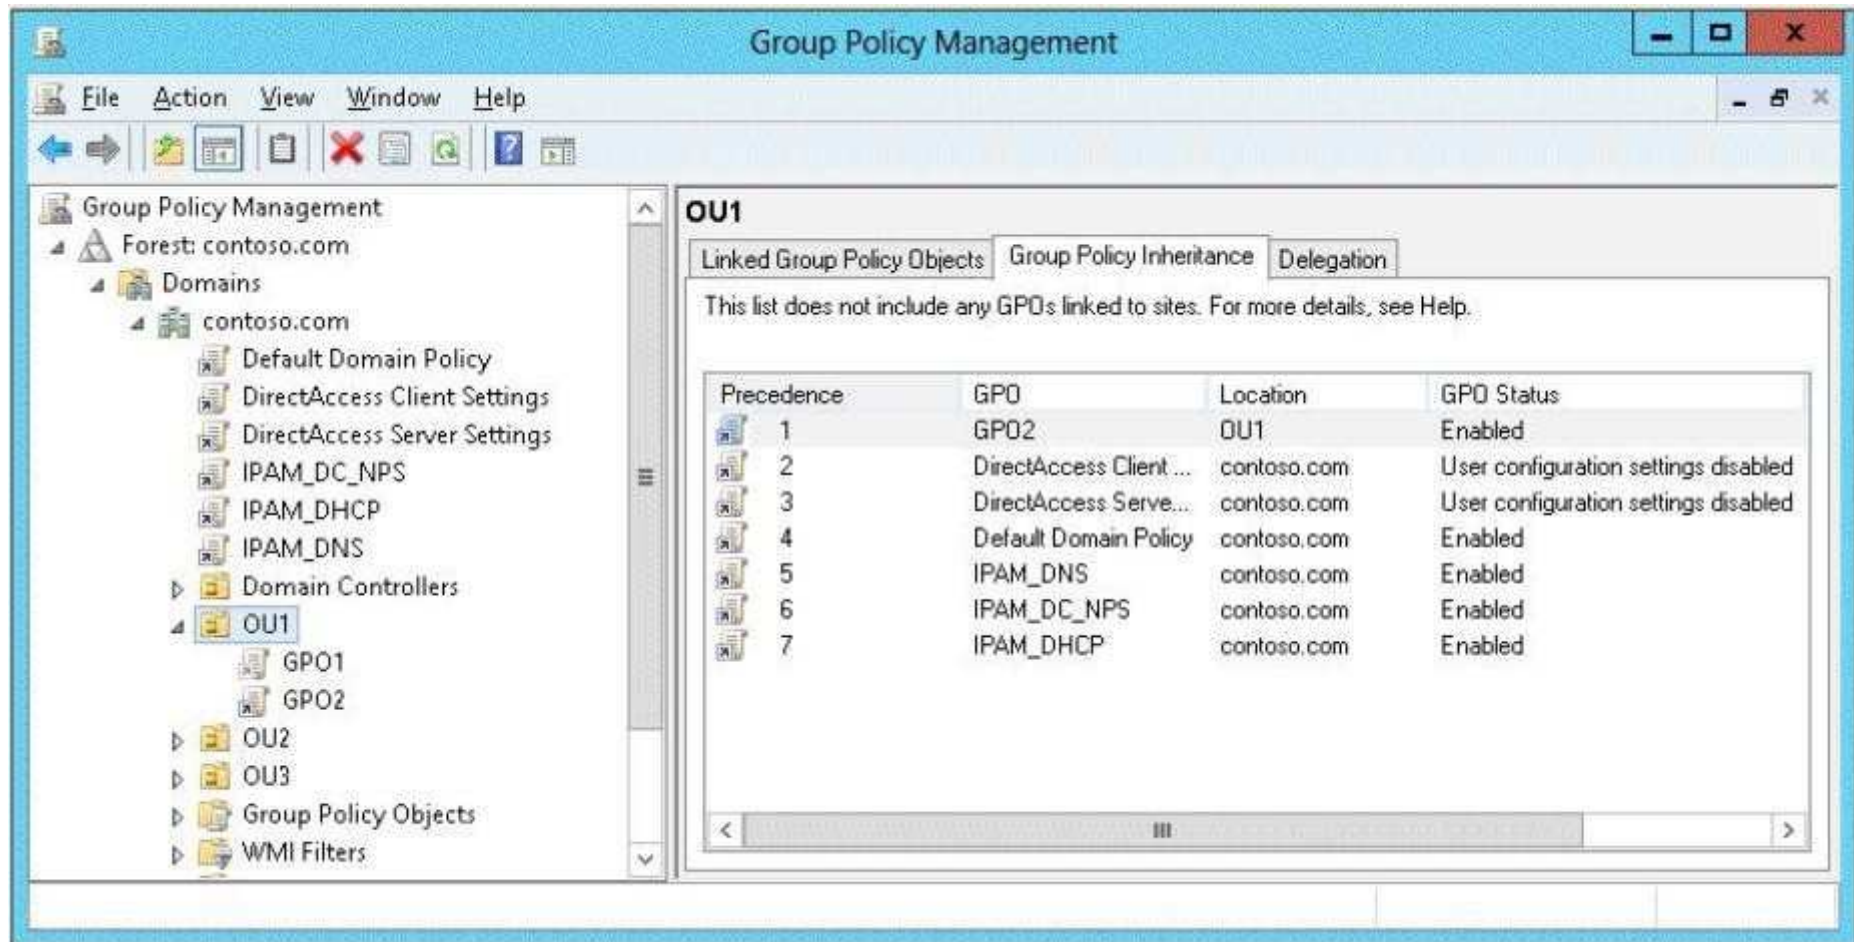 Group Policy Management
File Action View Window Help
Group Policy Management
Forest: contoso.com
Domains
contoso.com
Default Domain Policy
DirectAccess Client Settings
DirectAccess Server Settings
IPAM_DC_NPS
IPAM_DHCP
IPAM_DNS
Domain Controllers
OU1
GPO1
GPO2
OU2
OU3
Group Policy Objects
WMI Filters
OU1
Linked Group Policy Objects Group Policy Inheritance Delegation
This list does not include any GPOs linked to sites. For more details, see Help.
Precedence GPO Location GPO Status
1 GPO2 OU1 Enabled
2 DirectAccess Client ... contoso.com User configuration settings disabled
3 DirectAccess Serve... contoso.com User configuration settings disabled
4 Default Domain Policy contoso.com Enabled
5 IPAM_DNS contoso.com Enabled
6 IPAM_DC_NPS contoso.com Enabled
7 IPAM_DHCP contoso.com Enabled